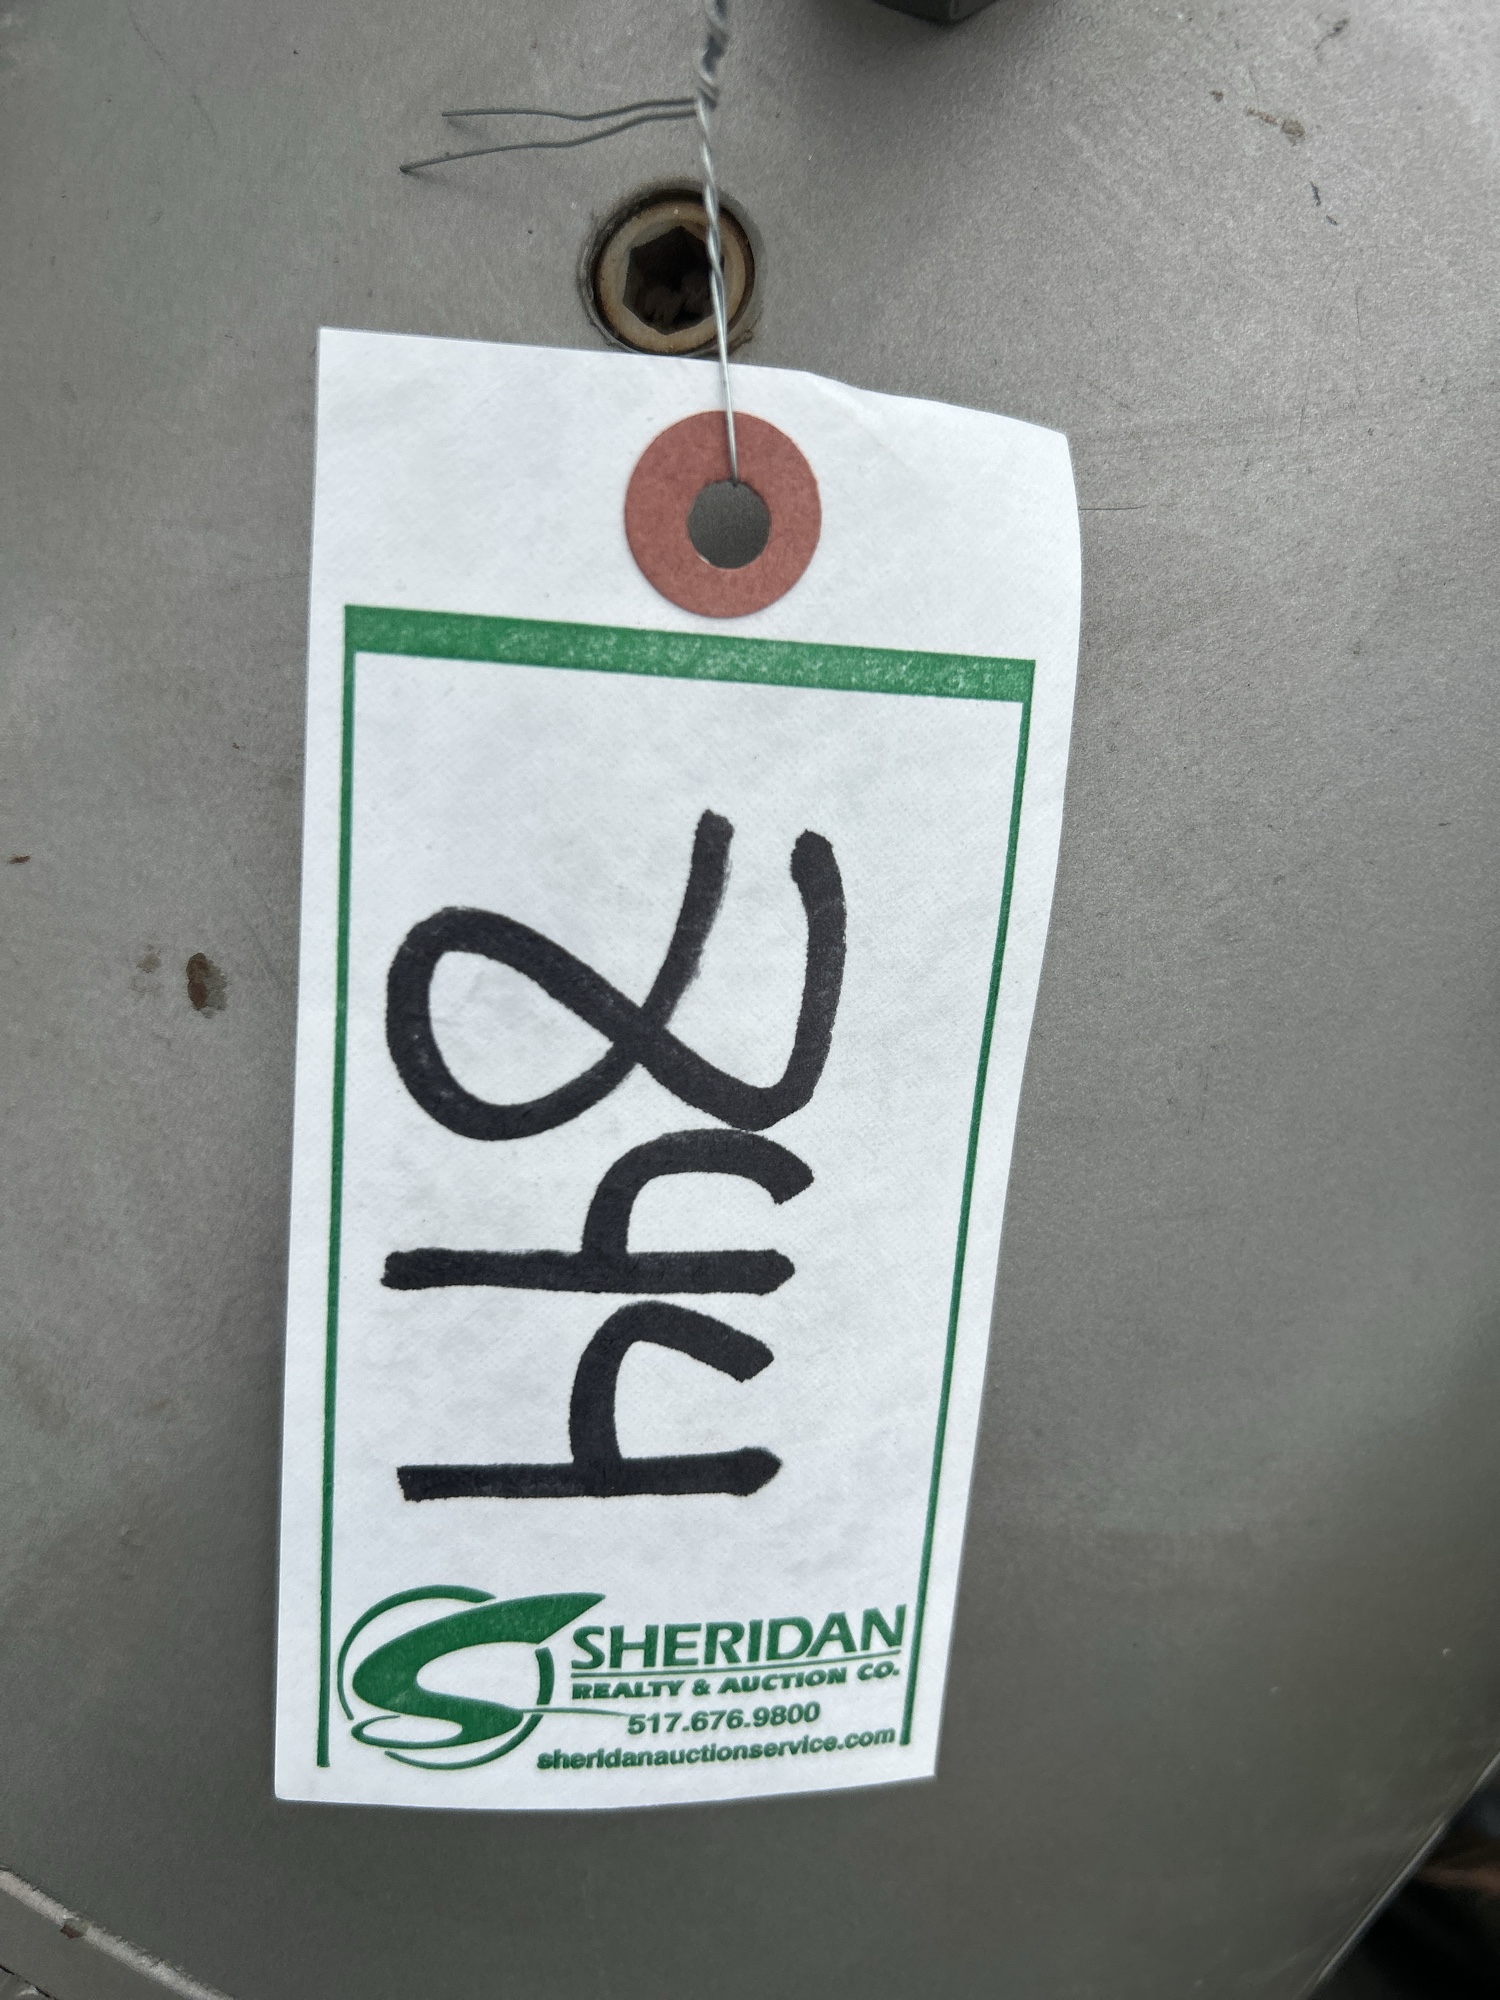 844
SHERIDAN
REALTY & AUCTION CO.
517.676.9800
sheridanauctionservice.com